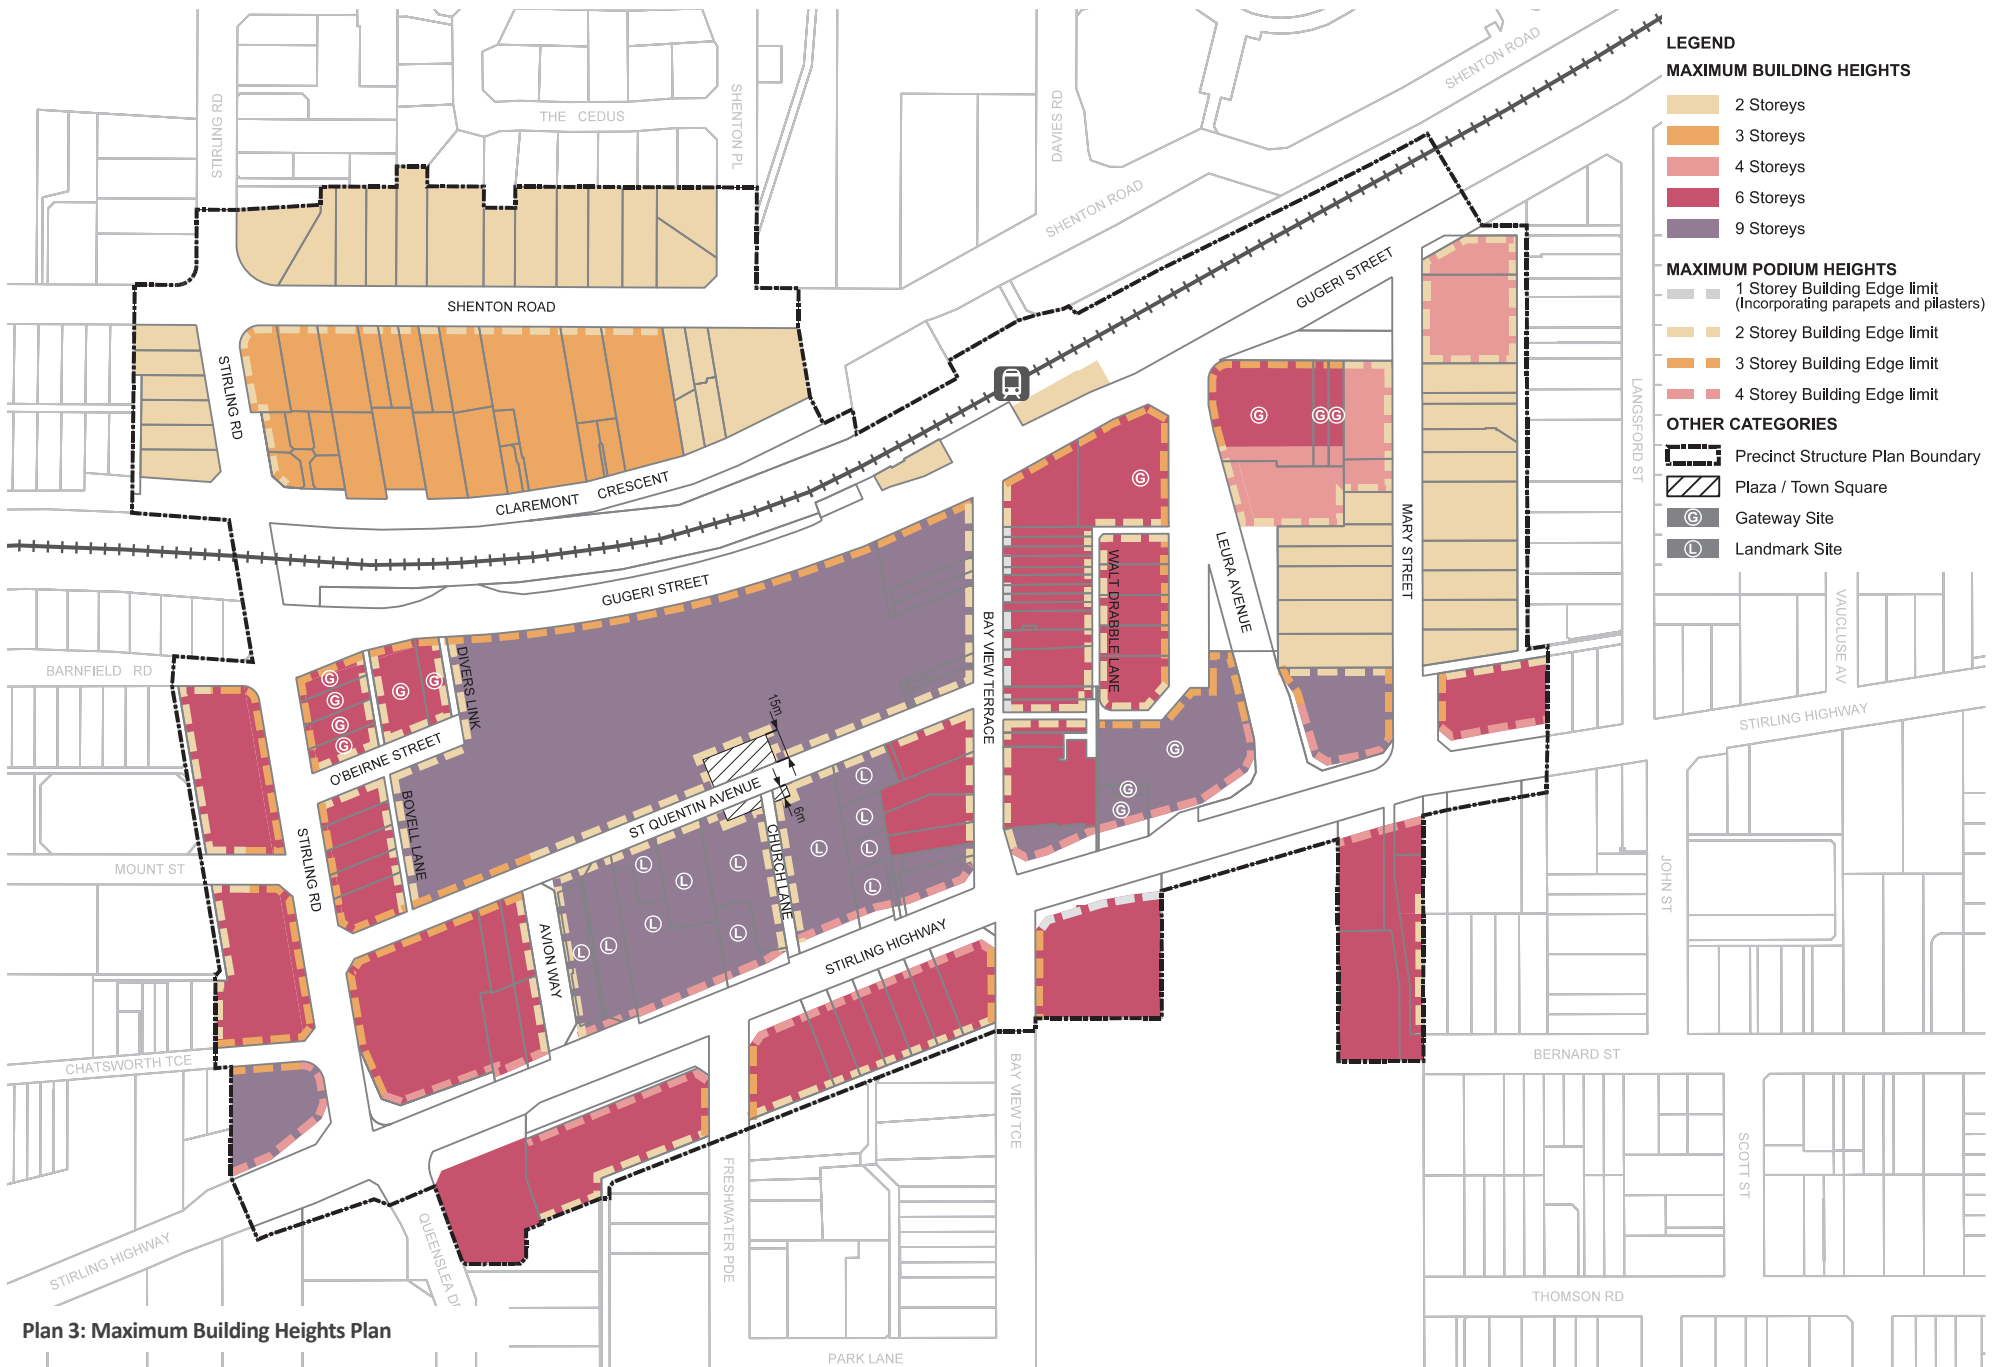 LEGEND
MAXIMUM BUILDING HEIGHTS
2 Storeys
3 Storeys
4 Storeys
6 Storeys
9 Storeys
MAXIMUM PODIUM HEIGHTS
1 Storey Building Edge limit
(Incorporating parapets and pilasters)
2 Storey Building Edge limit
3 Storey Building Edge limit
4 Storey Building Edge limit
OTHER CATEGORIES
Precinct Structure Plan Boundary
Plaza / Town Square
G Gateway Site
L Landmark Site
STIRLING RD
THE CEDUS
SHENTON PL
DAVIES RD
SHENTON ROAD
SHENTON ROAD
SHENTON ROAD
STIRLING RD
CLAREMONT CRESCENT
GUGERI STREET
GUGERI STREET
LANGSFORD ST
MARY STREET
LEURA AVENUE
WALT DRABBLE LANE
BAY VIEW TERRACE
G
G
G
G
BARNFIELD RD
G
G
G
G
G
G
DIVERS LINK
O'BEIRNE STREET
BOVELL LANE
15m
6m
ST QUENTIN AVENUE
CHURCH LANE
L
L
L
L
L
L
L
L
L
L
L
L
L
G
G
G
VAUCLUSE AV
STIRLING HIGHWAY
MOUNT ST
STIRLING RD
AVION WAY
STIRLING HIGHWAY
JOHN ST
CHATSWORTH TCE
BERNARD ST
BAY VIEW TCE
SCOTT ST
FRESHWATER PDE
QUEENSLEA DR
STIRLING HIGHWAY
THOMSON RD
PARK LANE
Plan 3: Maximum Building Heights Plan